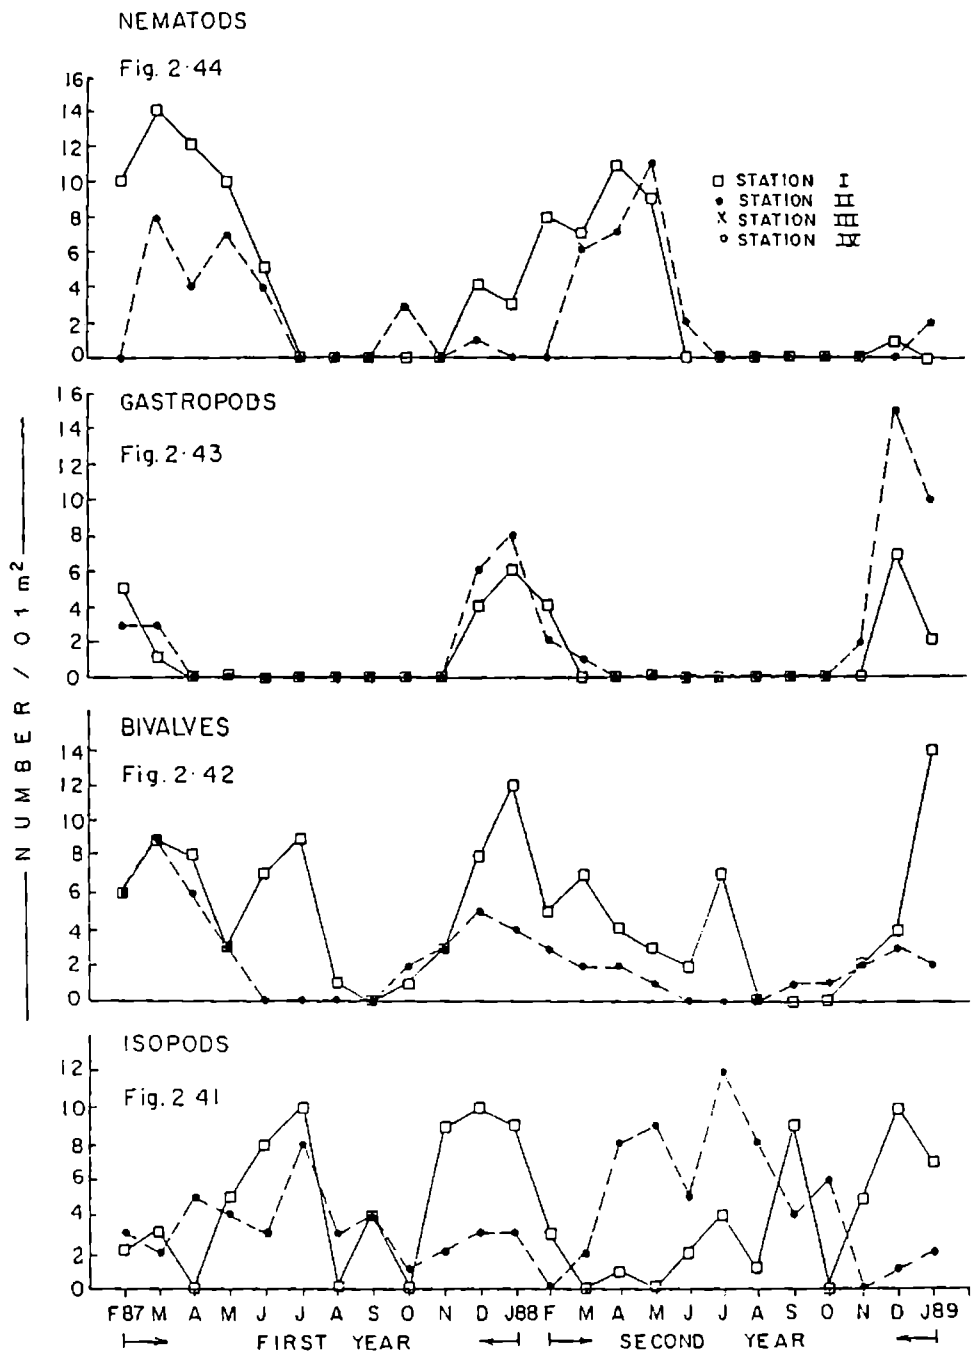 NEMATODS
Fig. 2·44
16
14
12
10
8
6
4
2
0
□ STATION I
• STATION II
X STATION III
o STATION IV
GASTROPODS
Fig. 2·43
16
14
12
10
8
6
4
2
0
NUMBER / 01 m²
BIVALVES
Fig. 2·42
14
12
10
8
6
4
2
0
ISOPODS
Fig. 2 41
12
10
8
6
4
2
0
F87 M A M J J A S O N D J88 F M A M J J A S O N D J89
FIRST YEAR SECOND YEAR